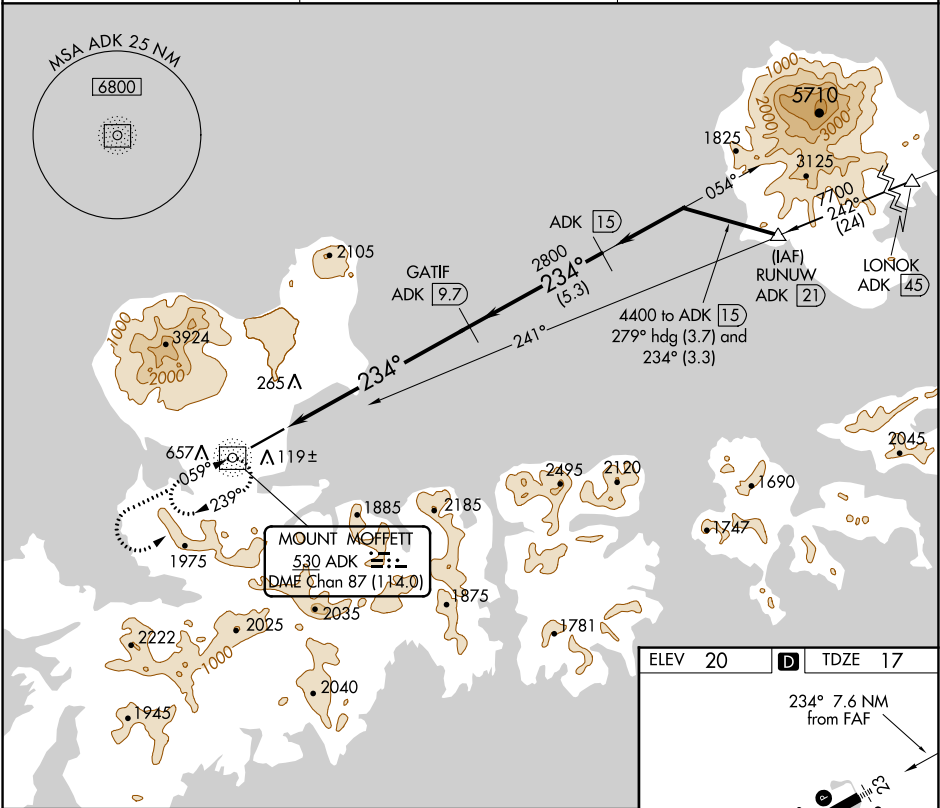 MSA ADK 25 NM
6800
1000
2000
5710
3000
1825
3125
054°
7700
242°
(24)
ADK 15
(IAF)
RUNUW
ADK 21
LONOK
ADK 45
2800
234°
(5.3)
GATIF
ADK 9.7
4400 to ADK 15
279° hdg (3.7) and
234° (3.3)
241°
2105
1000
3924
2000
265
234°
657
119±
059°
239°
2045
2495
2120
1690
1885
2185
1747
MOUNT MOFFETT
530 ADK
DME Chan 87 (114.0)
1975
1875
2035
2025
2222
1000
1781
2040
1945
ELEV 20
D
TDZE 17
234° 7.6 NM
from FAF
P
23